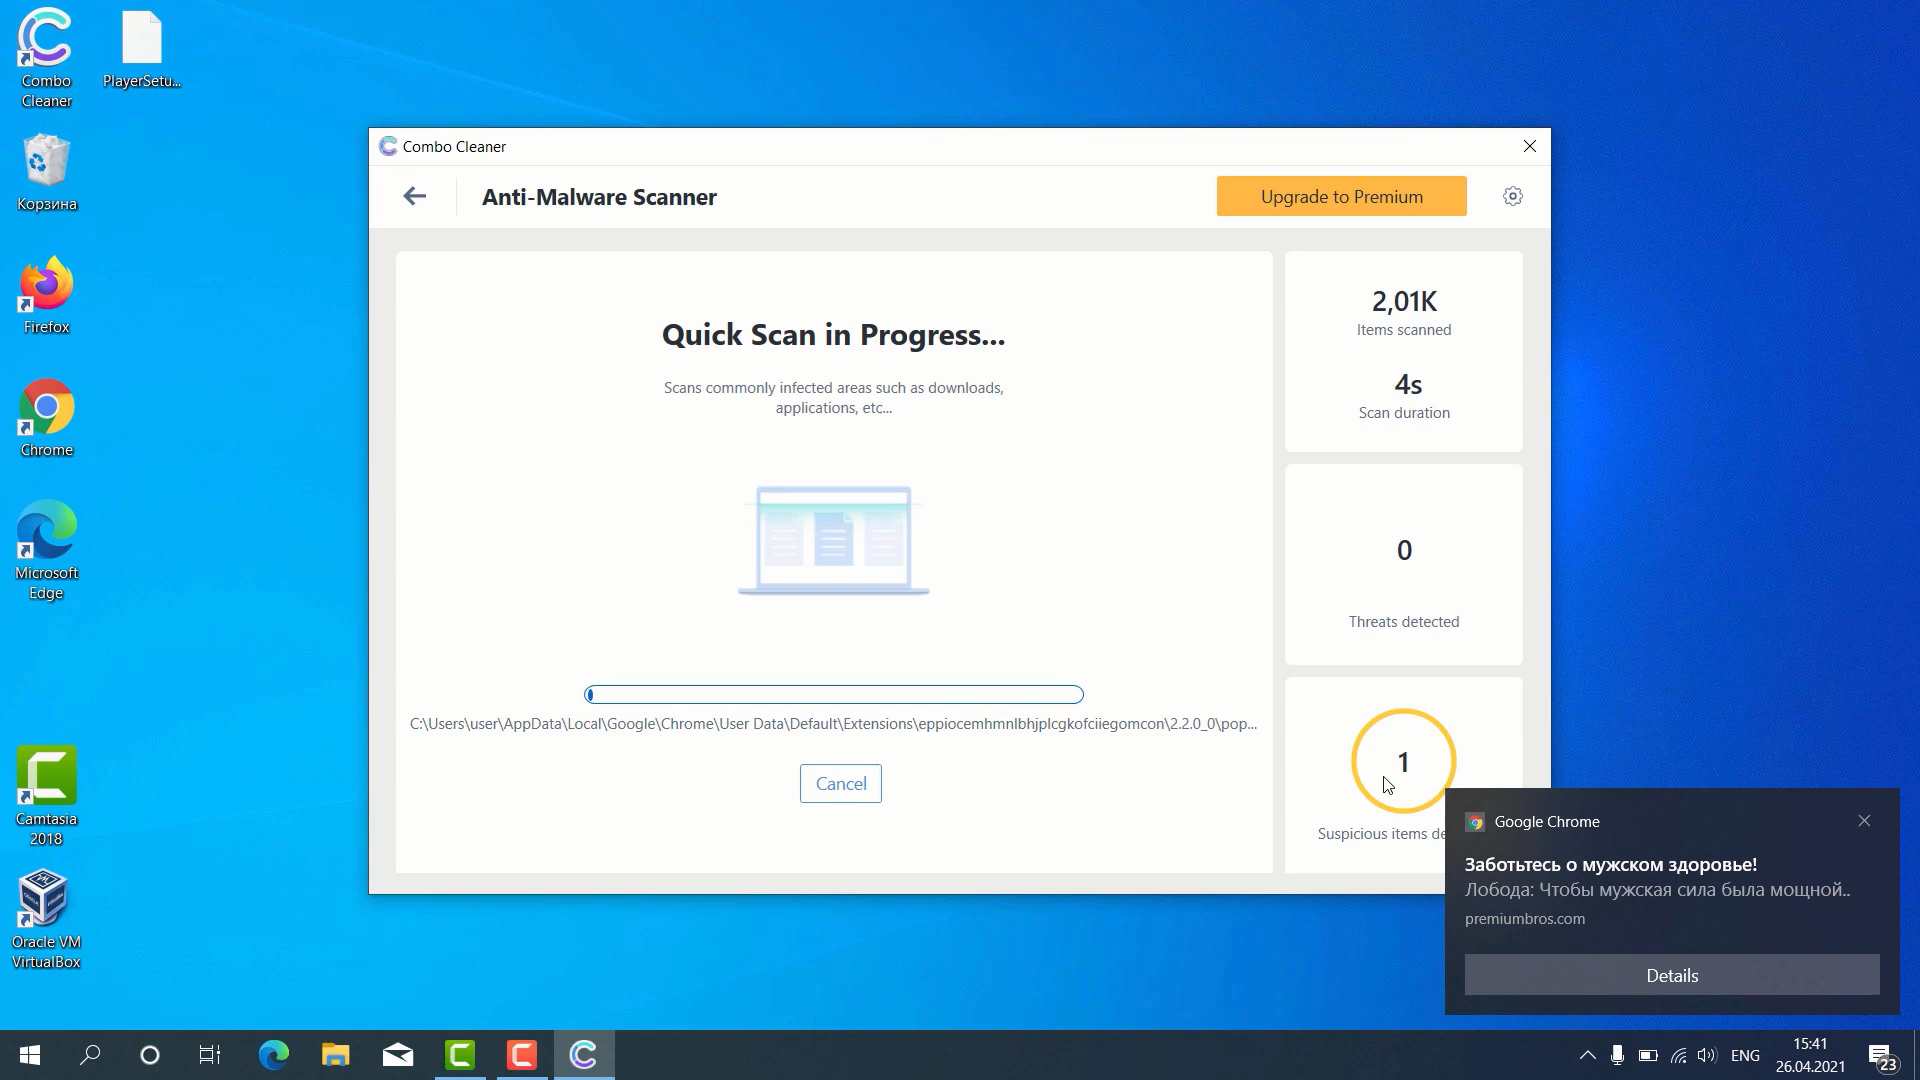 Combo
Cleaner
PlayerSetu...
Корзина
Firefox
Chrome
Microsoft
Edge
Camtasia
2018
Oracle VM
VirtualBox
Combo Cleaner
Anti-Malware Scanner
Upgrade to Premium
Quick Scan in Progress...
Scans commonly infected areas such as downloads,
applications, etc...
C:\Users\user\AppData\Local\Google\Chrome\User Data\Default\Extensions\eppiocemhmnlbhjplcgkofciiegomcon\2.2.0_0\pop...
Cancel
2,01K
Items scanned
4s
Scan duration
0
Threats detected
1
Suspicious items de
Google Chrome
Заботьтесь о мужском здоровье!
Лобода: Чтобы мужская сила была мощной..
premiumbros.com
Details
ENG
15:41
26.04.2021
23